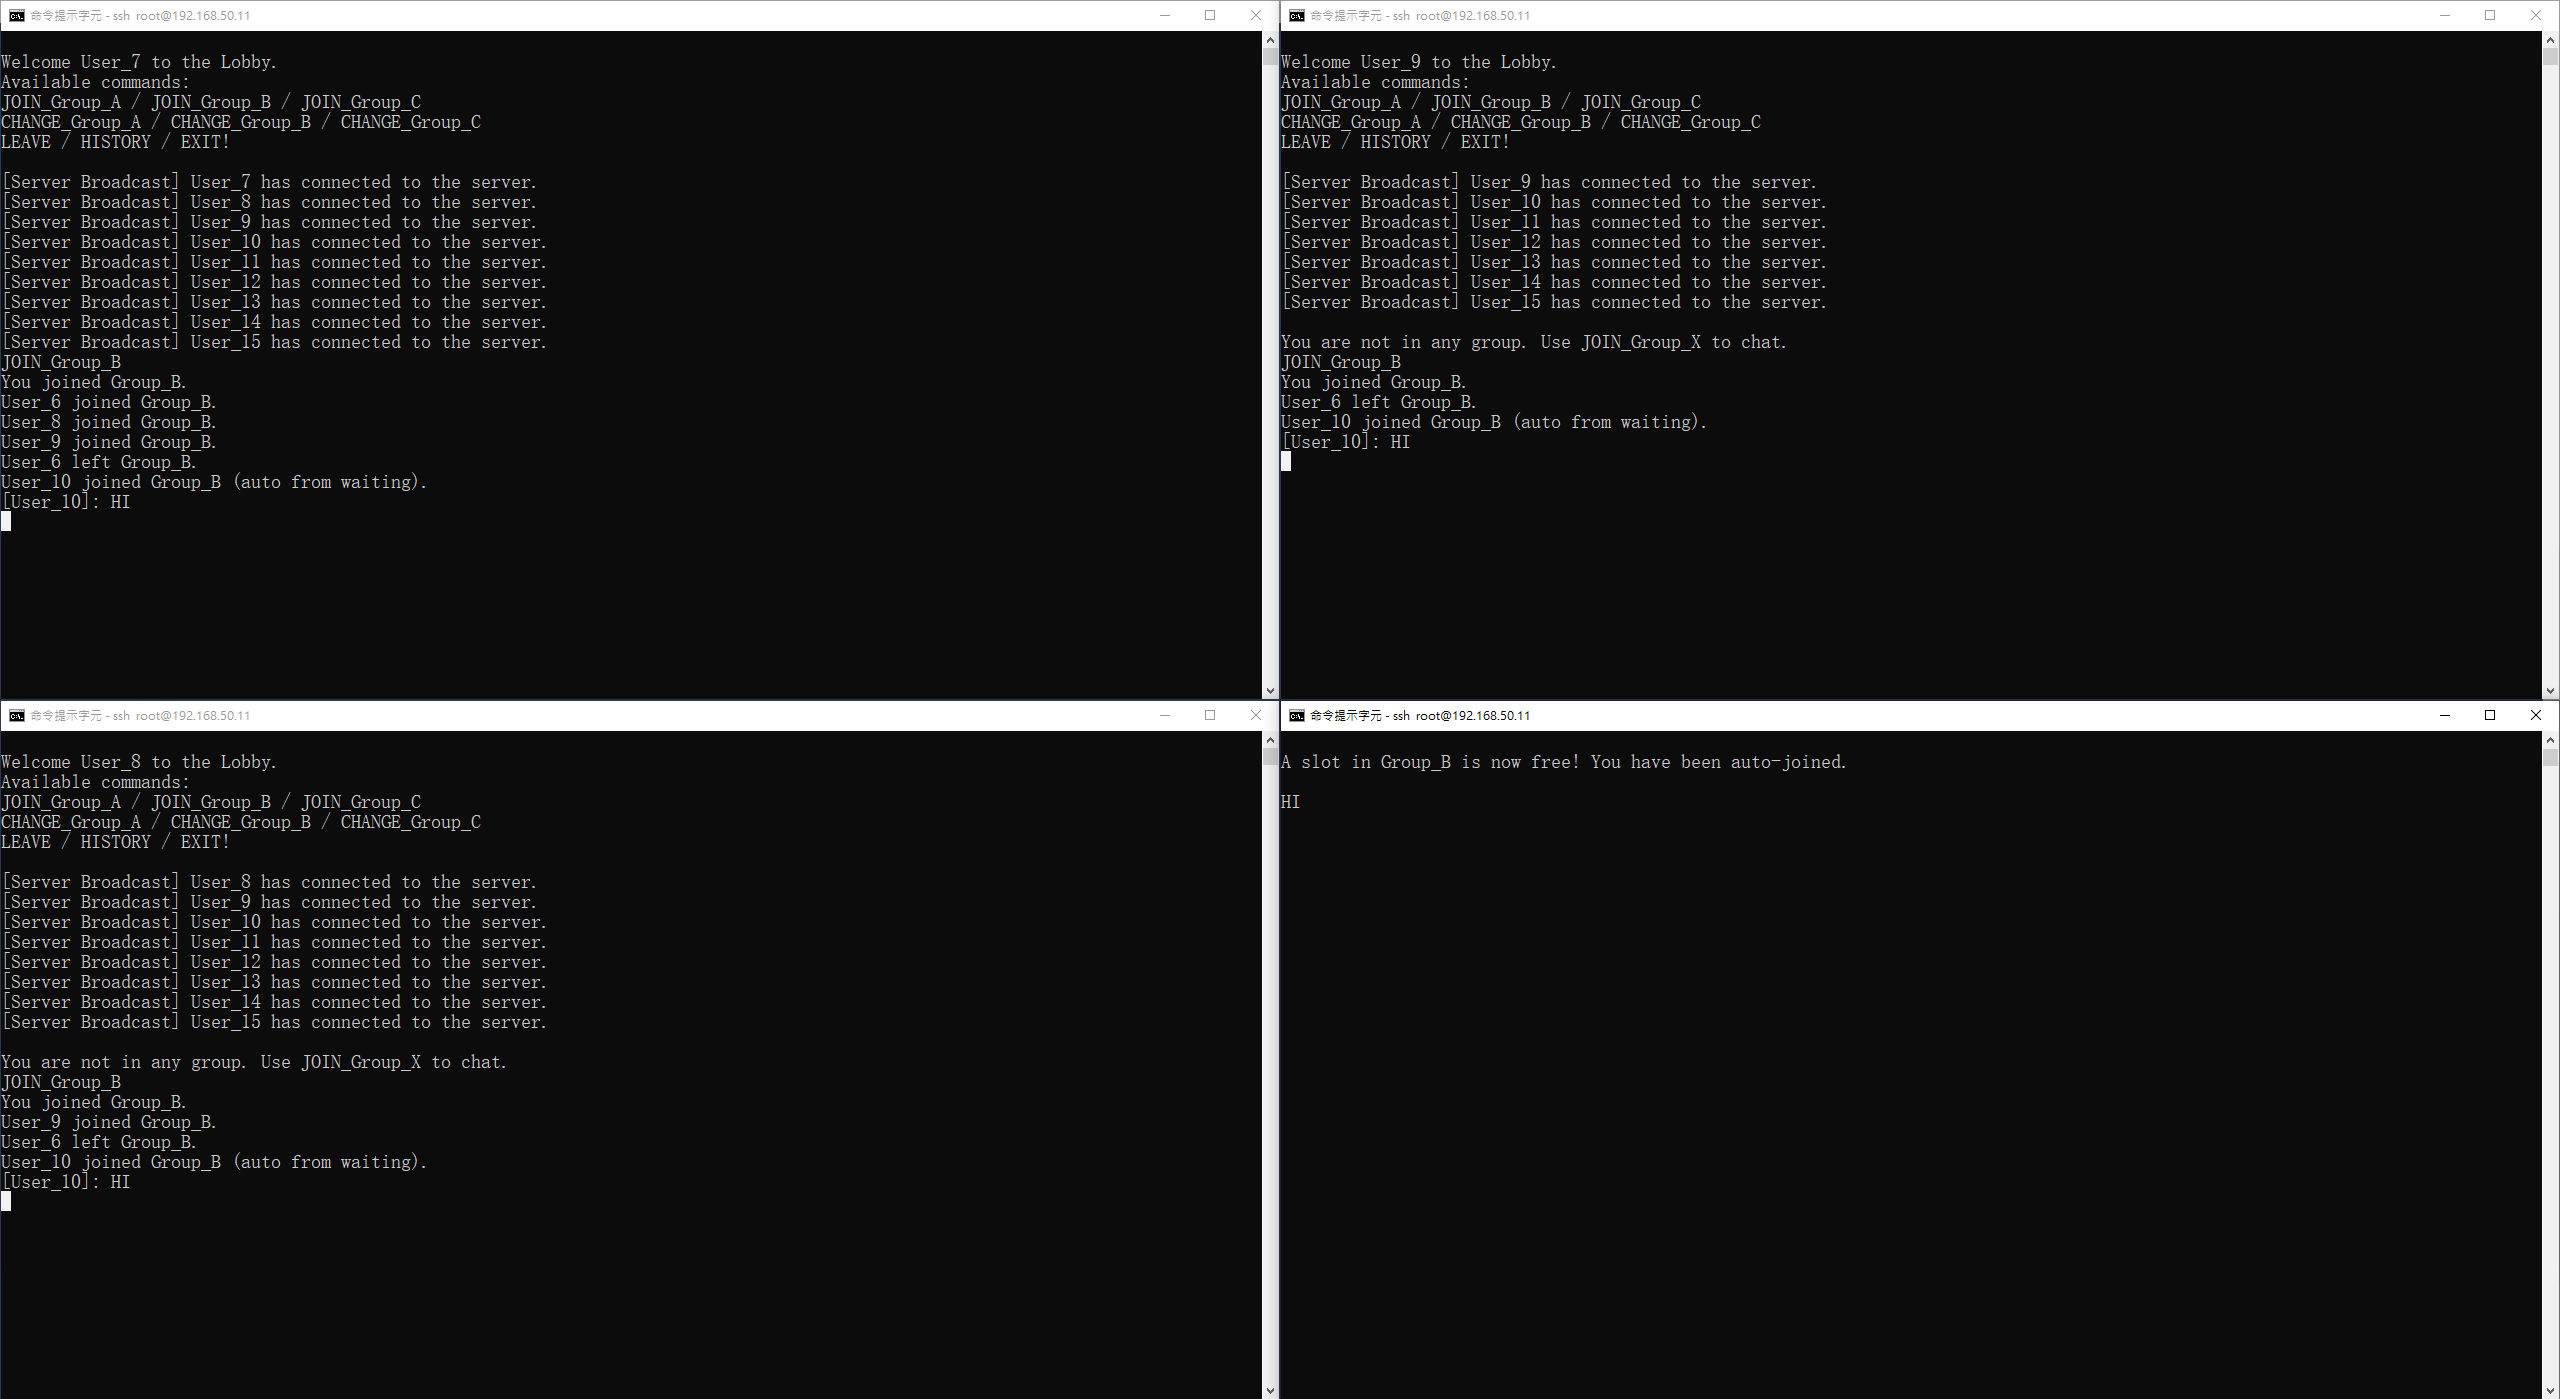 命令提示字元 - ssh root@192.168.50.11
Welcome User_7 to the Lobby.
Available commands:
JOIN_Group_A / JOIN_Group_B / JOIN_Group_C
CHANGE_Group_A / CHANGE_Group_B / CHANGE_Group_C
LEAVE / HISTORY / EXIT!
[Server Broadcast] User_7 has connected to the server.
[Server Broadcast] User_8 has connected to the server.
[Server Broadcast] User_9 has connected to the server.
[Server Broadcast] User_10 has connected to the server.
[Server Broadcast] User_11 has connected to the server.
[Server Broadcast] User_12 has connected to the server.
[Server Broadcast] User_13 has connected to the server.
[Server Broadcast] User_14 has connected to the server.
[Server Broadcast] User_15 has connected to the server.
JOIN_Group_B
You joined Group_B.
User_6 joined Group_B.
User_8 joined Group_B.
User_9 joined Group_B.
User_6 left Group_B.
User_10 joined Group_B (auto from waiting).
[User_10]: HI
命令提示字元 - ssh root@192.168.50.11
Welcome User_9 to the Lobby.
Available commands:
JOIN_Group_A / JOIN_Group_B / JOIN_Group_C
CHANGE_Group_A / CHANGE_Group_B / CHANGE_Group_C
LEAVE / HISTORY / EXIT!
[Server Broadcast] User_9 has connected to the server.
[Server Broadcast] User_10 has connected to the server.
[Server Broadcast] User_11 has connected to the server.
[Server Broadcast] User_12 has connected to the server.
[Server Broadcast] User_13 has connected to the server.
[Server Broadcast] User_14 has connected to the server.
[Server Broadcast] User_15 has connected to the server.
You are not in any group. Use JOIN_Group_X to chat.
JOIN_Group_B
You joined Group_B.
User_6 left Group_B.
User_10 joined Group_B (auto from waiting).
[User_10]: HI
命令提示字元 - ssh root@192.168.50.11
Welcome User_8 to the Lobby.
Available commands:
JOIN_Group_A / JOIN_Group_B / JOIN_Group_C
CHANGE_Group_A / CHANGE_Group_B / CHANGE_Group_C
LEAVE / HISTORY / EXIT!
[Server Broadcast] User_8 has connected to the server.
[Server Broadcast] User_9 has connected to the server.
[Server Broadcast] User_10 has connected to the server.
[Server Broadcast] User_11 has connected to the server.
[Server Broadcast] User_12 has connected to the server.
[Server Broadcast] User_13 has connected to the server.
[Server Broadcast] User_14 has connected to the server.
[Server Broadcast] User_15 has connected to the server.
You are not in any group. Use JOIN_Group_X to chat.
JOIN_Group_B
You joined Group_B.
User_9 joined Group_B.
User_6 left Group_B.
User_10 joined Group_B (auto from waiting).
[User_10]: HI
命令提示字元 - ssh root@192.168.50.11
A slot in Group_B is now free! You have been auto-joined.
HI